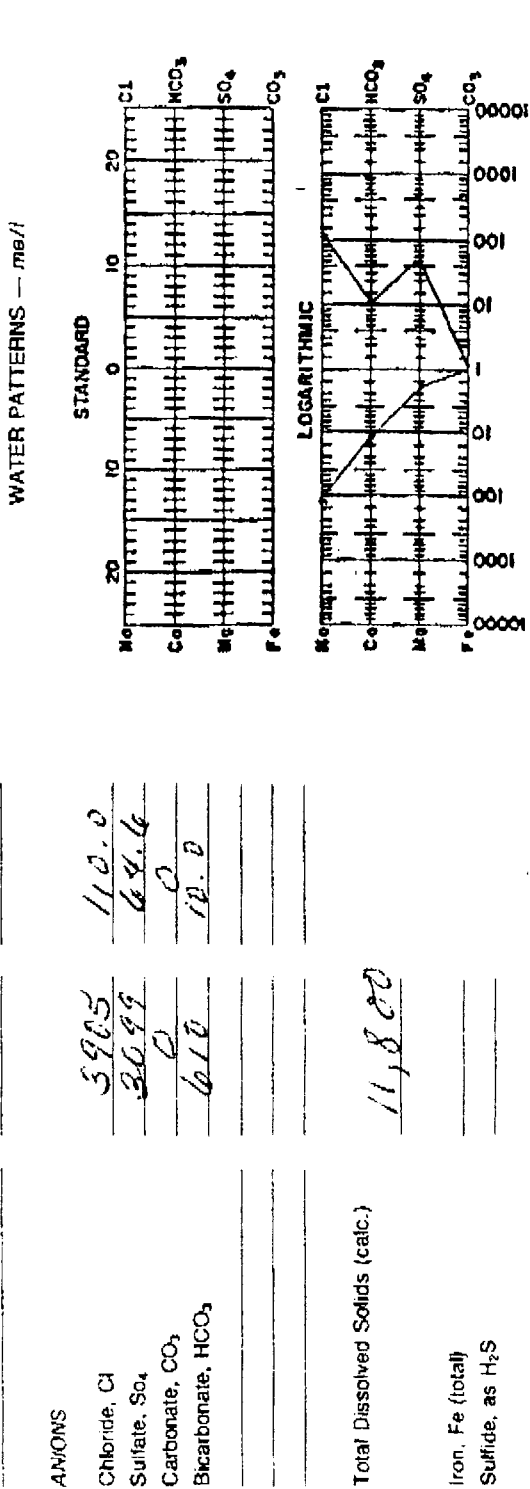 ANIONS
Chloride, Cl 3905 110.0
Sulfate, So₄ 3099 64.6
Carbonate, CO₃ 0 0
Bicarbonate, HCO₃ 610 10.0
Total Dissolved Solids (calc.) 11,800
Iron, Fe (total)
Sulfide, as H₂S
WATER PATTERNS — me/l
STANDARD
20 10 0 10 20
Na Cl
Ca HCO₃
Mg SO₄
Fe CO₃
LOGARITHMIC
Na Cl
Ca HCO₃
Mg SO₄
Fe CO₃
10000 1000 100 10 1 10 100 1000 10000